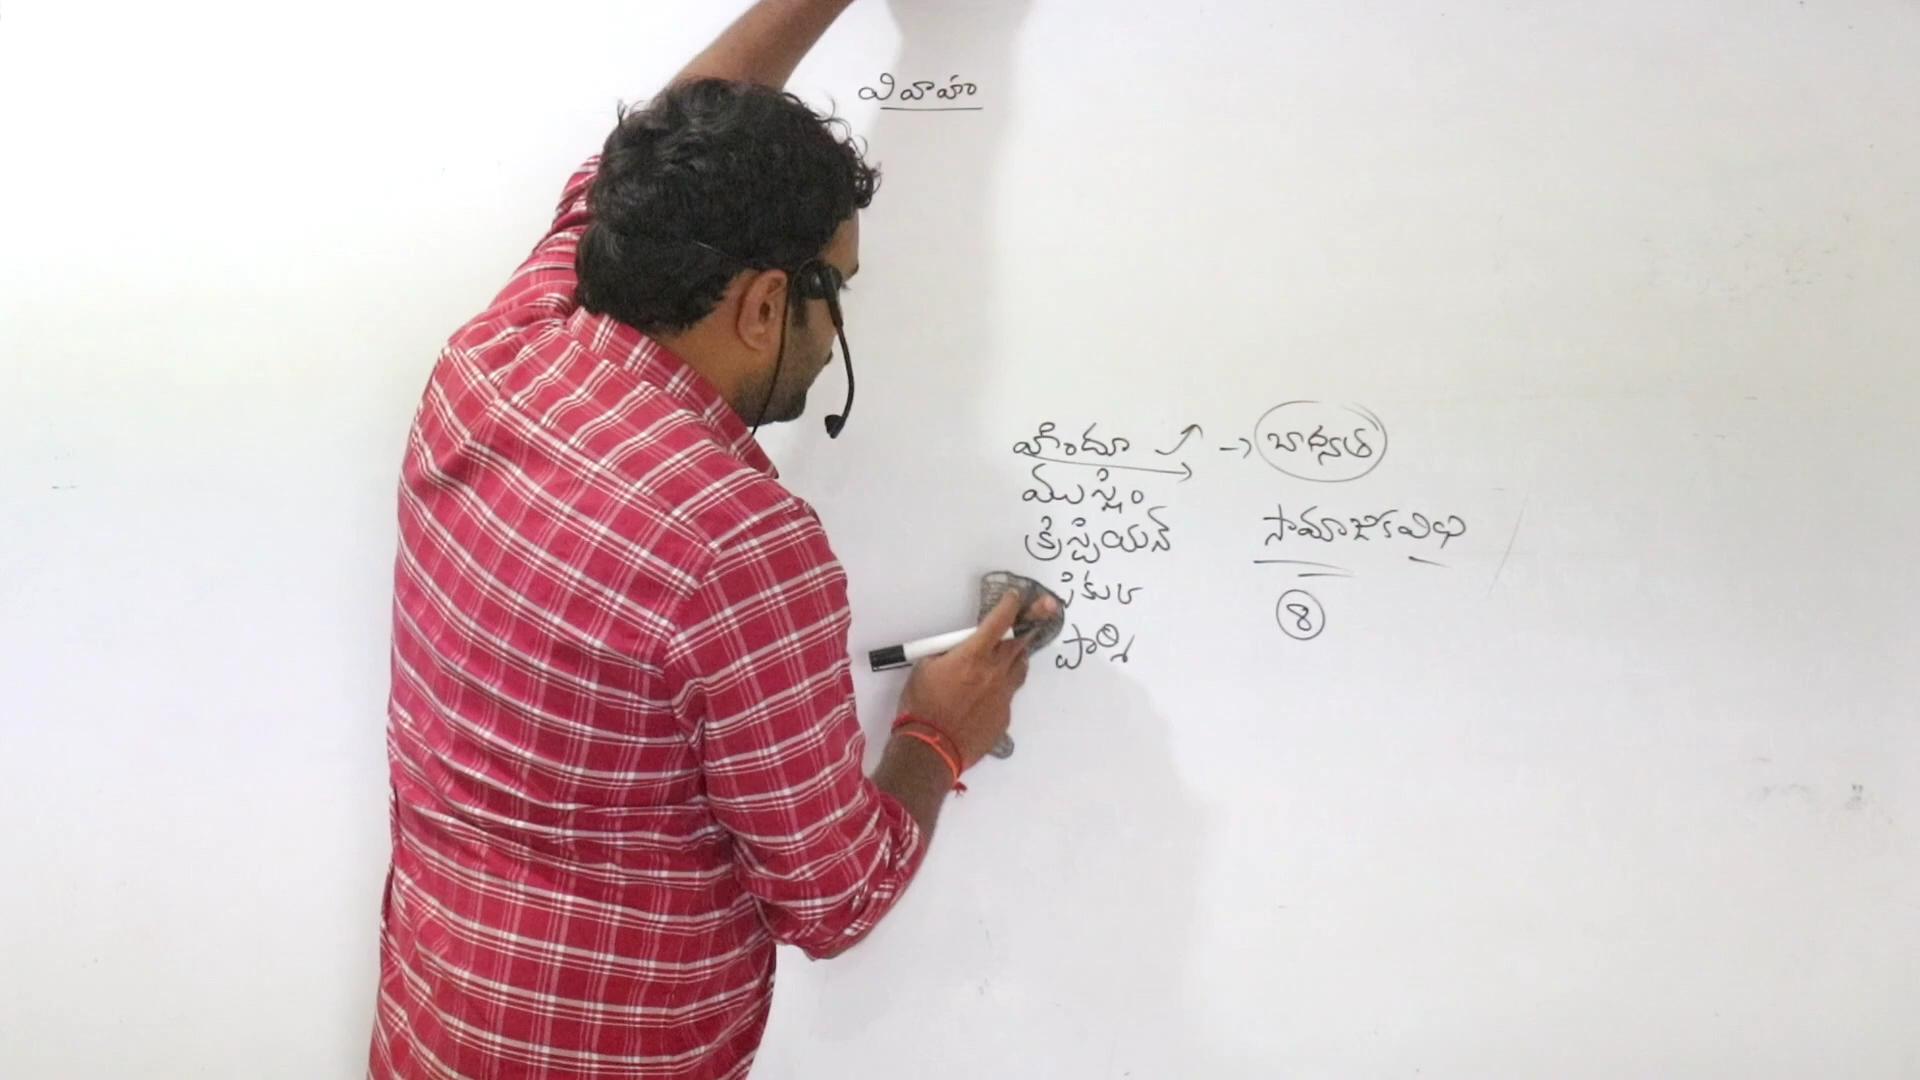 వివాహం
హిందూ → బాధ్యత
ముస్లిం
క్రిస్టియన్ సామాజికవిధి
సికుల 8
పార్శి